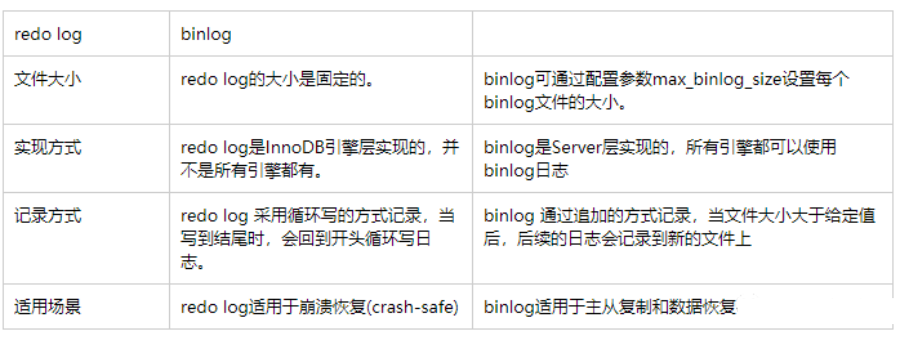 redo log
binlog
文件大小
redo log的大小是固定的。
binlog可通过配置参数max_binlog_size设置每个
binlog文件的大小。
实现方式
redo log是InnoDB引擎层实现的，并
不是所有引擎都有。
binlog是Server层实现的，所有引擎都可以使用
binlog日志
记录方式
redo log 采用循环写的方式记录，当
写到结尾时，会回到开头循环写日
志。
binlog 通过追加的方式记录，当文件大小大于给定值
后，后续的日志会记录到新的文件上
适用场景
redo log适用于崩溃恢复(crash-safe)
binlog适用于主从复制和数据恢复